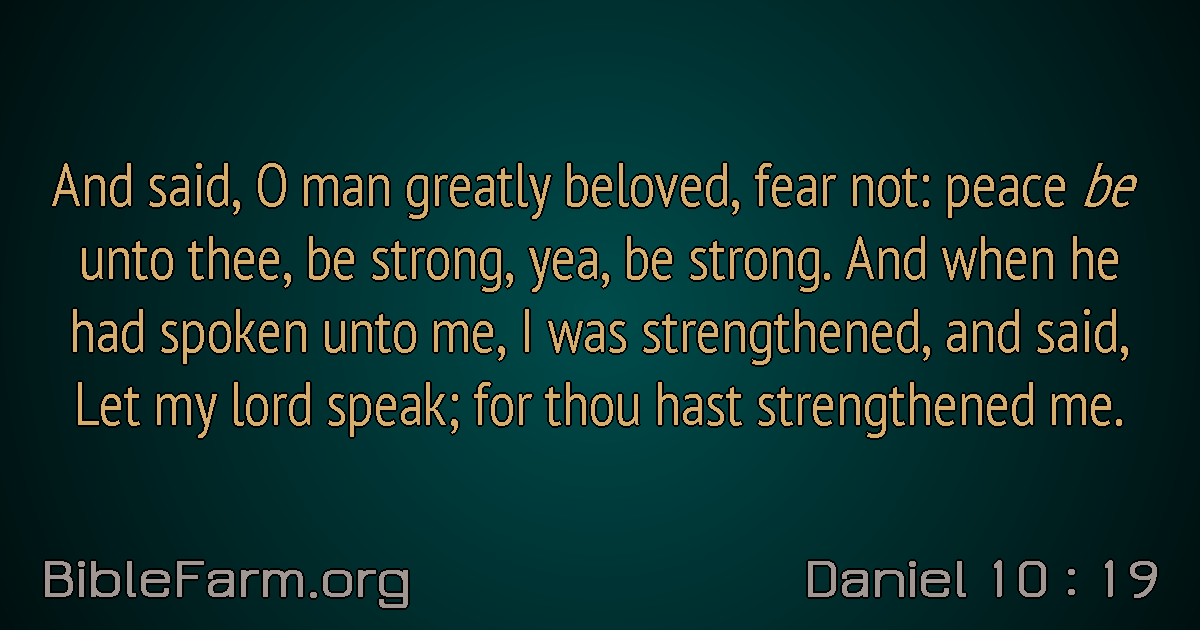 And said, O man greatly beloved, fear not: peace be
unto thee, be strong, yea, be strong. And when he
had spoken unto me, I was strengthened, and said,
Let my lord speak; for thou hast strengthened me.
BibleFarm.org
Daniel 10 : 19